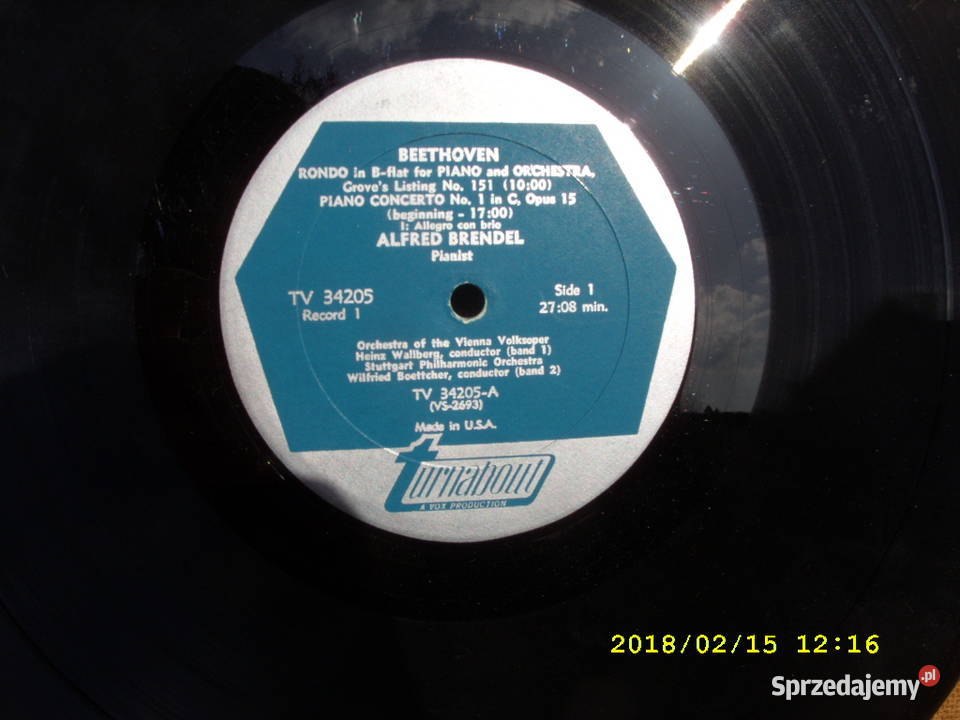 BEETHOVEN
RONDO in B-flat for PIANO and ORCHESTRA,
Grove's Listing No. 151 (10:00)
PIANO CONCERTO No. 1 in C, Opus 15
(beginning - 17:00)
I: Allegro con brio
ALFRED BRENDEL
Pianist
TV 34205
Record 1
Side 1
27:08 min.
Orchestra of the Vienna Volksoper
Heinz Wallberg, conductor (band 1)
Stuttgart Philharmonic Orchestra
Wilfried Boettcher, conductor (band 2)
TV 34205-A
(VS-2693)
Made in U.S.A.
turnabout
A VOX PRODUCTION
2018/02/15 12:16
Sprzedajemy.pl